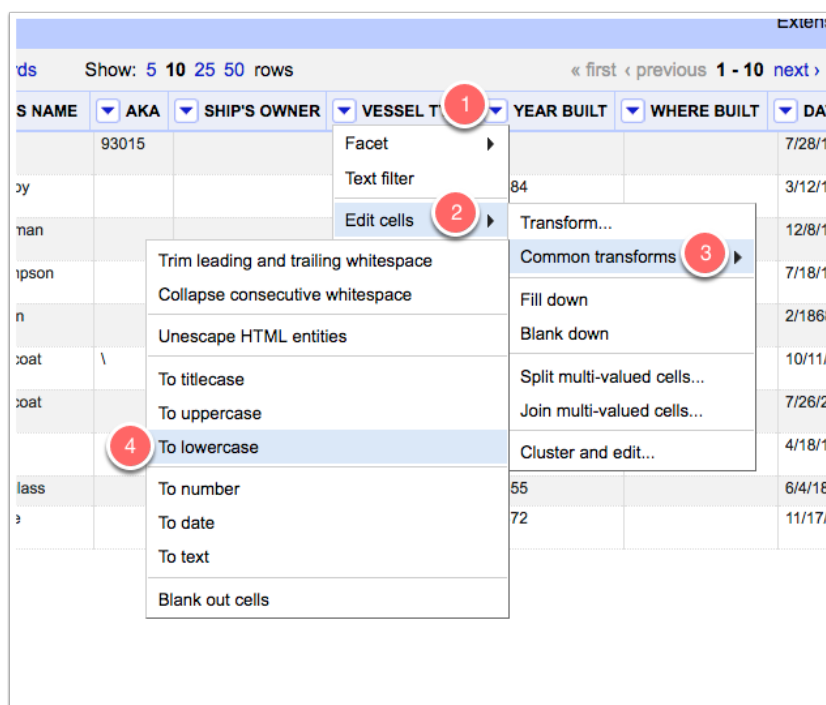 Exten
rds Show: 5 10 25 50 rows « first ‹ previous 1 - 10 next ›
S NAME AKA SHIP'S OWNER VESSEL T 1 YEAR BUILT WHERE BUILT DA
93015 Facet 7/28/1
Text filter
oy 84 3/12/1
Edit cells 2
man Transform... 12/8/1
Trim leading and trailing whitespace Common transforms 3
npson 7/18/1
Collapse consecutive whitespace Fill down
n 2/186
Unescape HTML entities Blank down
coat \ 10/11/
To titlecase Split multi-valued cells...
coat 7/26/2
To uppercase Join multi-valued cells...
4 To lowercase Cluster and edit... 4/18/1
lass To number 55 6/4/18
e To date 72 11/17/
To text
Blank out cells